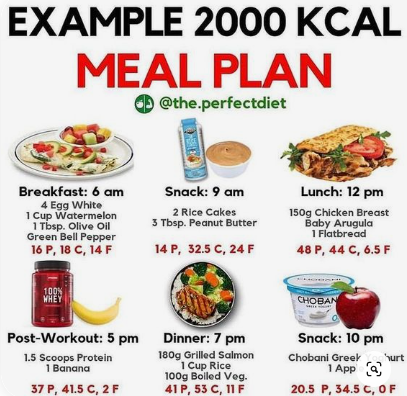 EXAMPLE 2000 KCAL
MEAL PLAN
@the.perfectdiet
Breakfast: 6 am
4 Egg White
1 Cup Watermelon
1 Tbsp. Olive Oil
Green Bell Pepper
16 P, 18 C, 14 F
Snack: 9 am
2 Rice Cakes
3 Tbsp. Peanut Butter
14 P, 32.5 C, 24 F
Lunch: 12 pm
150g Chicken Breast
Baby Arugula
1 Flatbread
48 P, 44 C, 6.5 F
100%
WHEY
Post-Workout: 5 pm
1.5 Scoops Protein
1 Banana
37 P, 41.5 C, 2 F
Dinner: 7 pm
180g Grilled Salmon
1 Cup Rice
100g Boiled Veg.
41 P, 53 C, 11 F
CHOBANI
CHOBANI
Snack: 10 pm
Chobani Greek
1
20.5 P, 34.5 C, 0 F